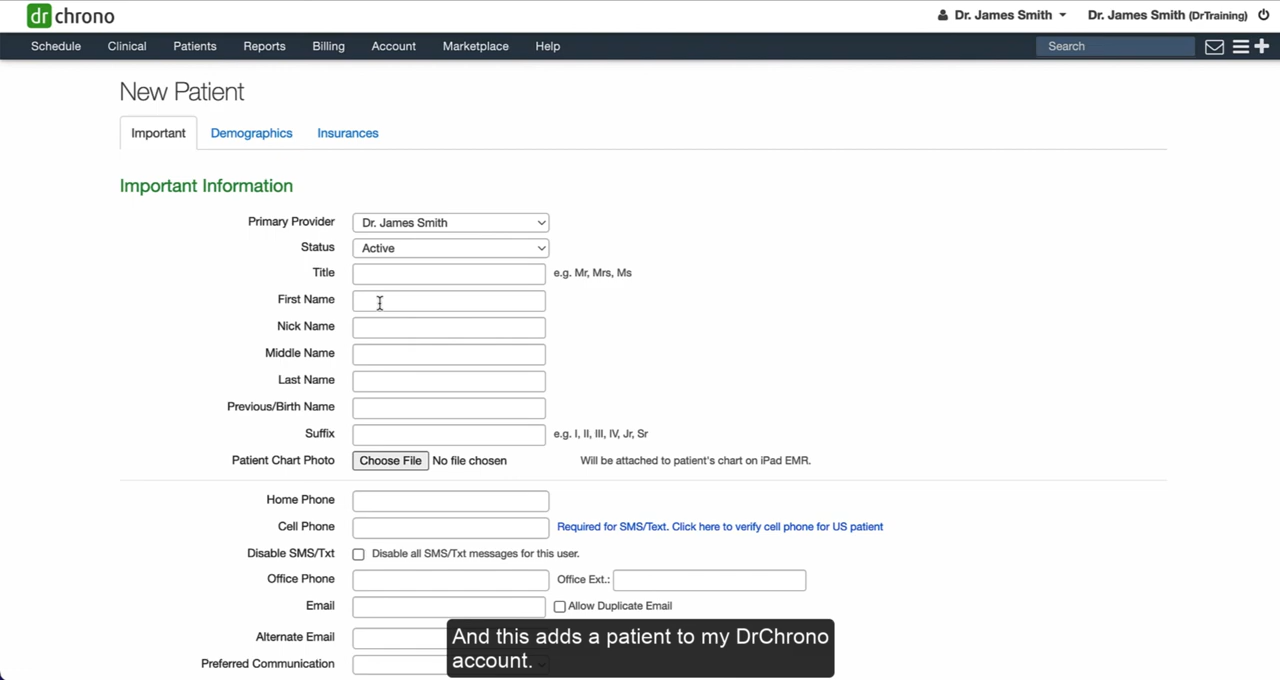 dr chrono
Dr. James Smith
Dr. James Smith (DrTraining)
Schedule Clinical Patients Reports Billing Account Marketplace Help Search
New Patient
Important Demographics Insurances
Important Information
Primary Provider Dr. James Smith
Status Active
Title e.g. Mr, Mrs, Ms
First Name
Nick Name
Middle Name
Last Name
Previous/Birth Name
Suffix e.g. I, II, III, IV, Jr, Sr
Patient Chart Photo Choose File No file chosen Will be attached to patient's chart on iPad EMR.
Home Phone
Cell Phone Required for SMS/Text. Click here to verify cell phone for US patient
Disable SMS/Txt Disable all SMS/Txt messages for this user.
Office Phone Office Ext.:
Email Allow Duplicate Email
Alternate Email
Preferred Communication
And this adds a patient to my DrChrono
account.